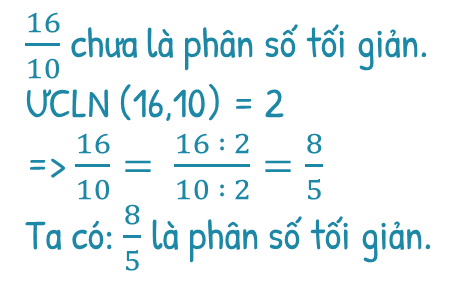 16/10 chưa là phân số tối giản.
ƯCLN (16,10) = 2
=> 16/10 = 16 : 2/10 : 2 = 8/5
Ta có: 8/5 là phân số tối giản.